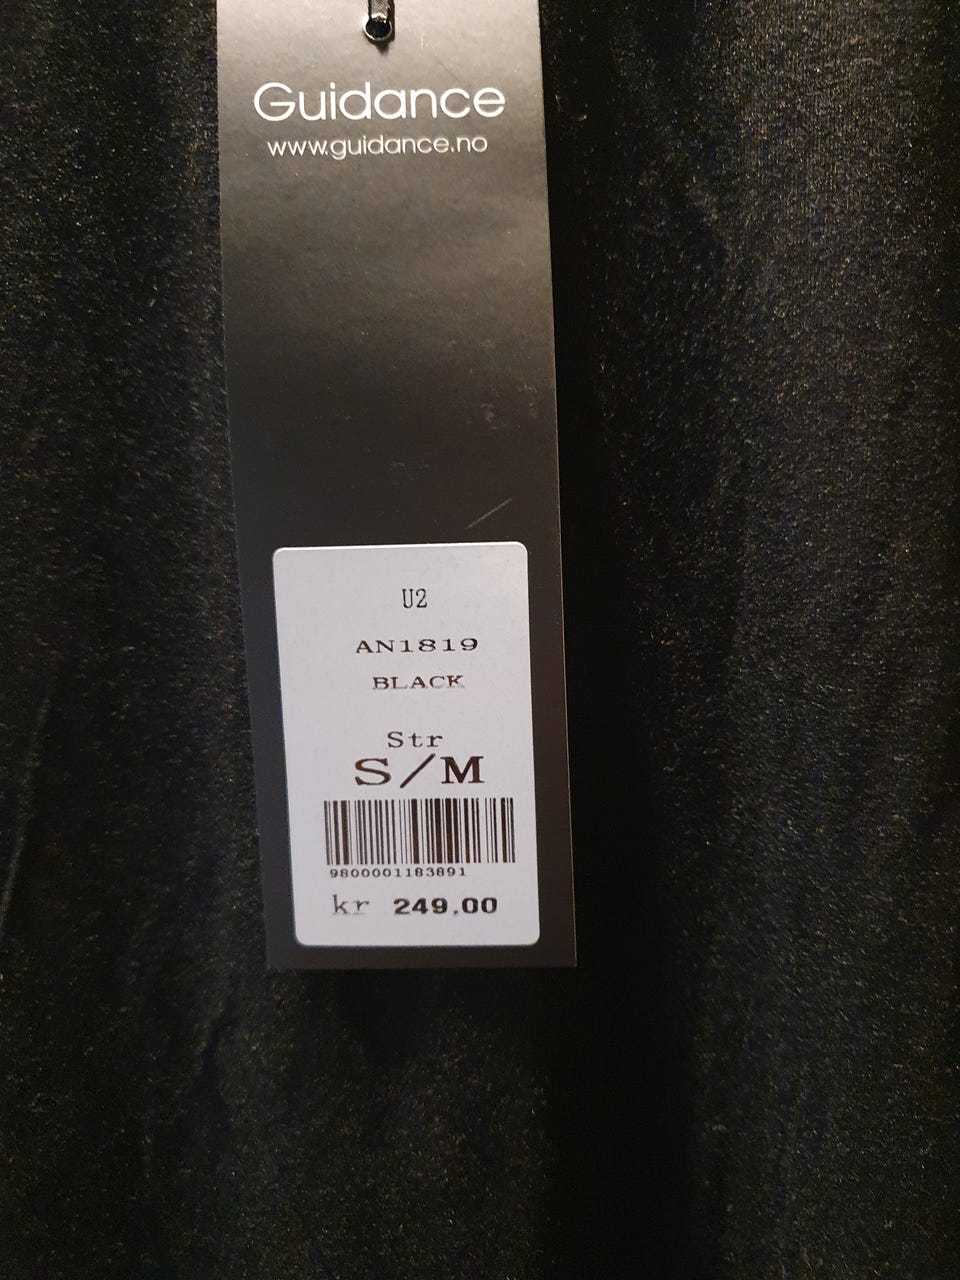 Guidance
www.guidance.no
U2
AN1819
BLACK
Str
S/M
9800001183891
kr 249.00